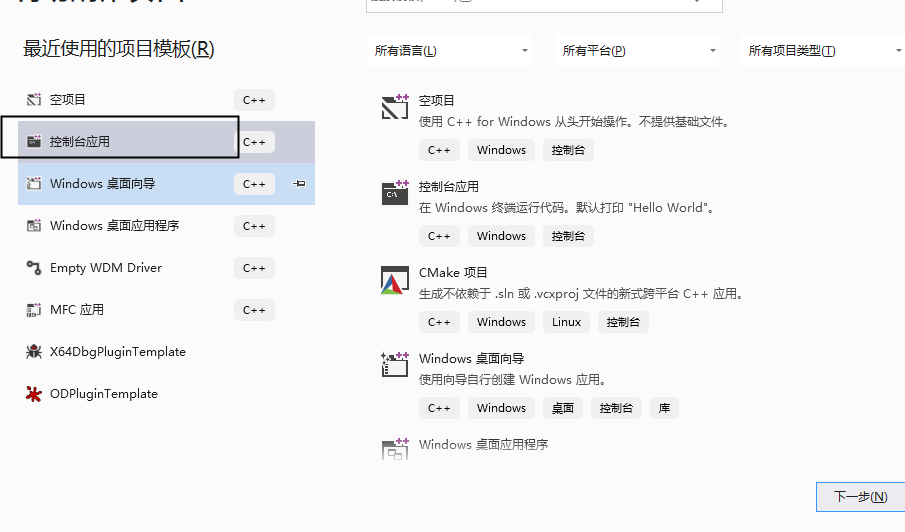 最近使用的项目模板(R)
空项目 C++
控制台应用 C++
Windows 桌面向导 C++
Windows 桌面应用程序 C++
Empty WDM Driver C++
MFC 应用 C++
X64DbgPluginTemplate
ODPluginTemplate
所有语言(L) 所有平台(P) 所有项目类型(T)
空项目
使用 C++ for Windows 从头开始操作。不提供基础文件。
C++ Windows 控制台
控制台应用
在 Windows 终端运行代码。默认打印 "Hello World"。
C++ Windows 控制台
CMake 项目
生成不依赖于 .sln 或 .vcxproj 文件的新式跨平台 C++ 应用。
C++ Windows Linux 控制台
Windows 桌面向导
使用向导自行创建 Windows 应用。
C++ Windows 桌面 控制台 库
Windows 桌面应用程序
下一步(N)